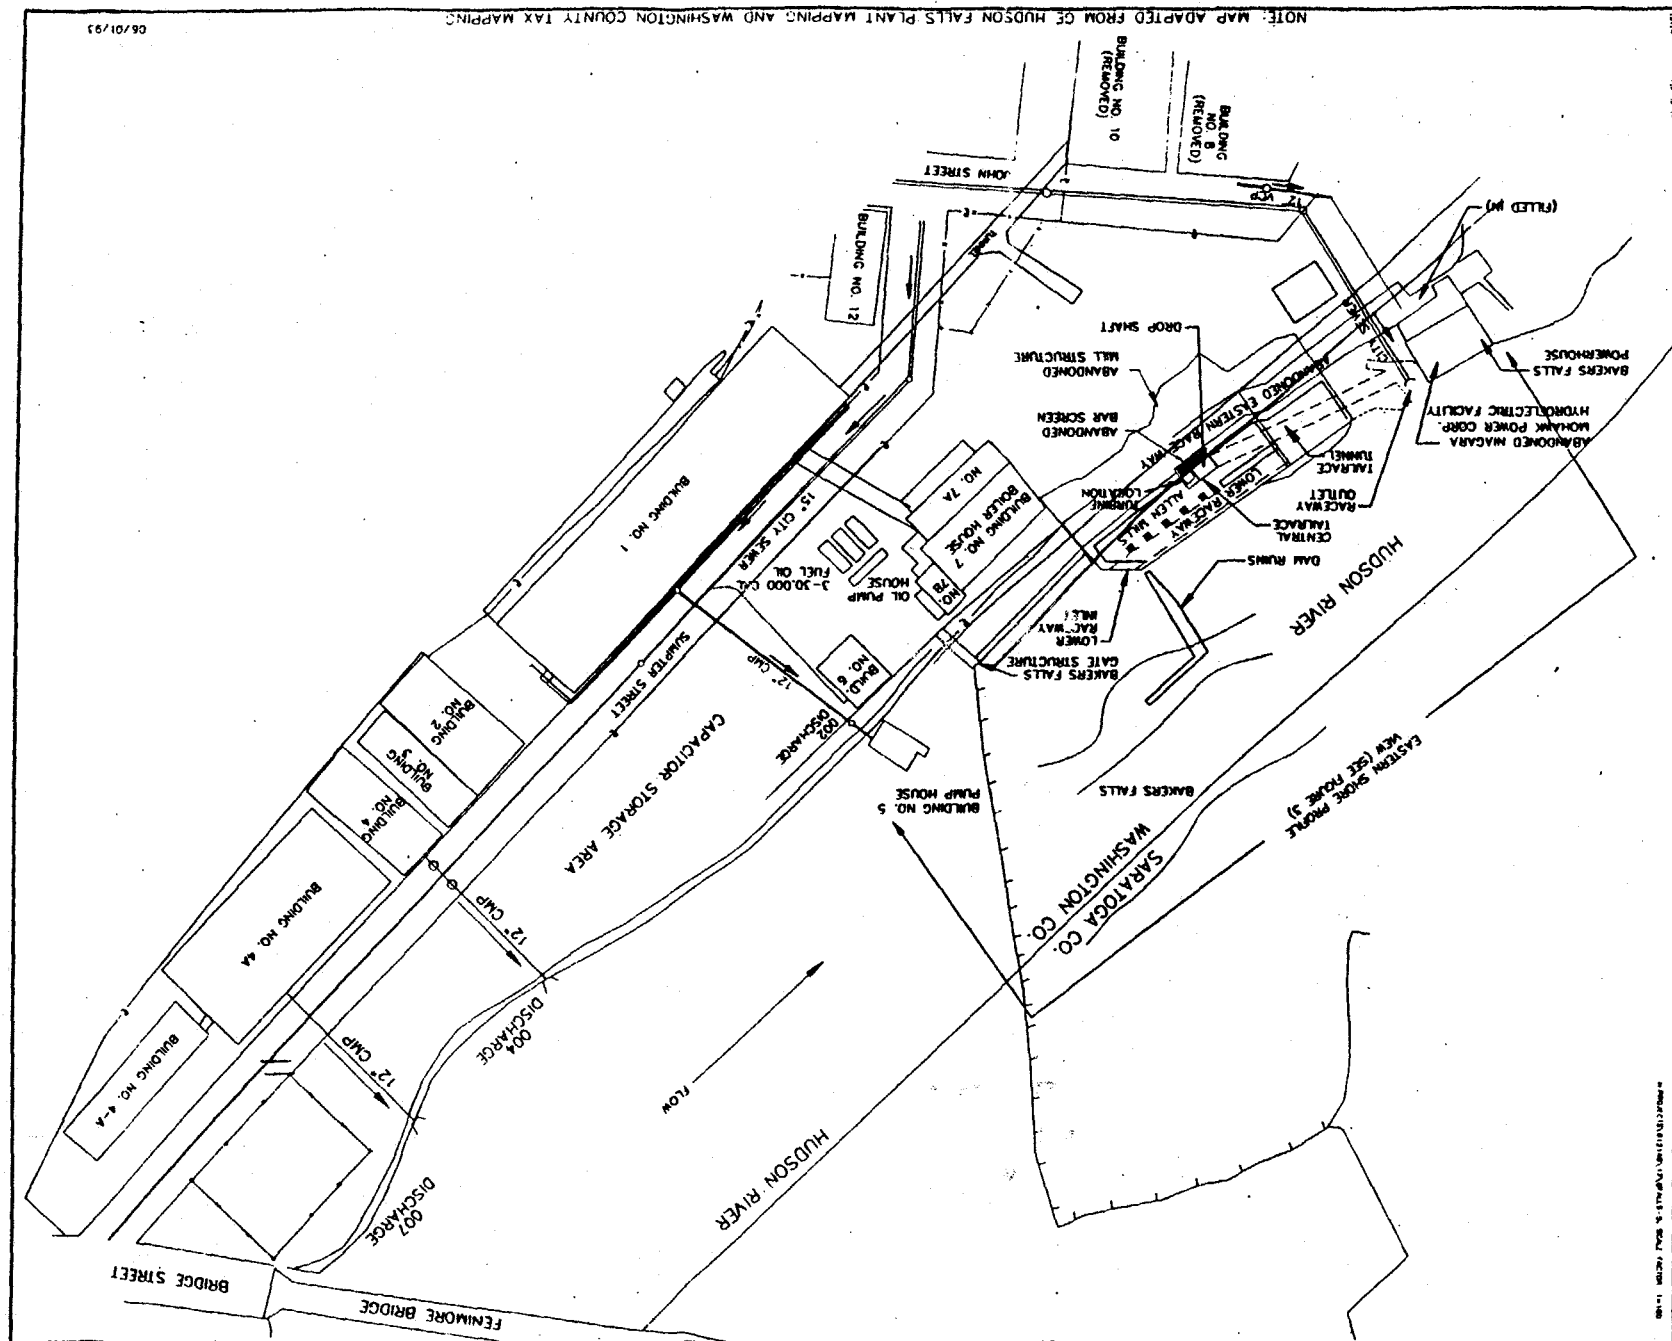 FENIMORE BRIDGE
BRIDGE STREET
HUDSON RIVER
FLOW
007
DISCHARGE
12" CMP
BUILDING NO. 4-A
004
DISCHARGE
12" CMP
BUILDING NO. 4A
SARATOGA CO.
WASHINGTON CO.
EASTERN SHORE PROFILE
VIEW (SEE FIGURE 3)
BAKERS FALLS
BUILDING NO. 5
PUMP HOUSE
CAPACITOR STORAGE AREA
BUILDING
NO. 4
BUILDING
NO. 3
BUILDING
NO. 2
002
DISCHARGE
12" CMP
SUMPTER STREET
BUILD.
NO. 6
BAKERS FALLS
GATE STRUCTURE
LOWER
RACEWAY
INLET
DAM RUINS
HUDSON RIVER
OIL PUMP
HOUSE
3-30,000 GAL
FUEL OIL
NO.
7B
BUILDING NO. 7
BOILER HOUSE
NO. 7A
15" CITY SEWER
BUILDING NO. 1
CENTRAL
TAILRACE
RACEWAY
OUTLET
TAILRACE
TUNNEL
ALLEN MILLS
LOWER RACEWAY
TURBINE
LOCATION
ABANDONED NIAGARA
MOHAWK POWER CORP.
HYDROELECTRIC FACILITY
ABANDONED
BAR SCREEN
ABANDONED EASTERN RACEWAY
BAKERS FALLS
POWERHOUSE
ABANDONED
MILL STRUCTURE
DROP SHAFT
CITY SEWER
BUILDING NO. 12
TUNNEL
(FILLED IN)
12" VCP
JOHN STREET
BUILDING
NO. 8
(REMOVED)
BUILDING NO. 10
(REMOVED)
NOTE: MAP ADAPTED FROM GE HUDSON FALLS PLANT MAPPING AND WASHINGTON COUNTY TAX MAPPING
06/01/93